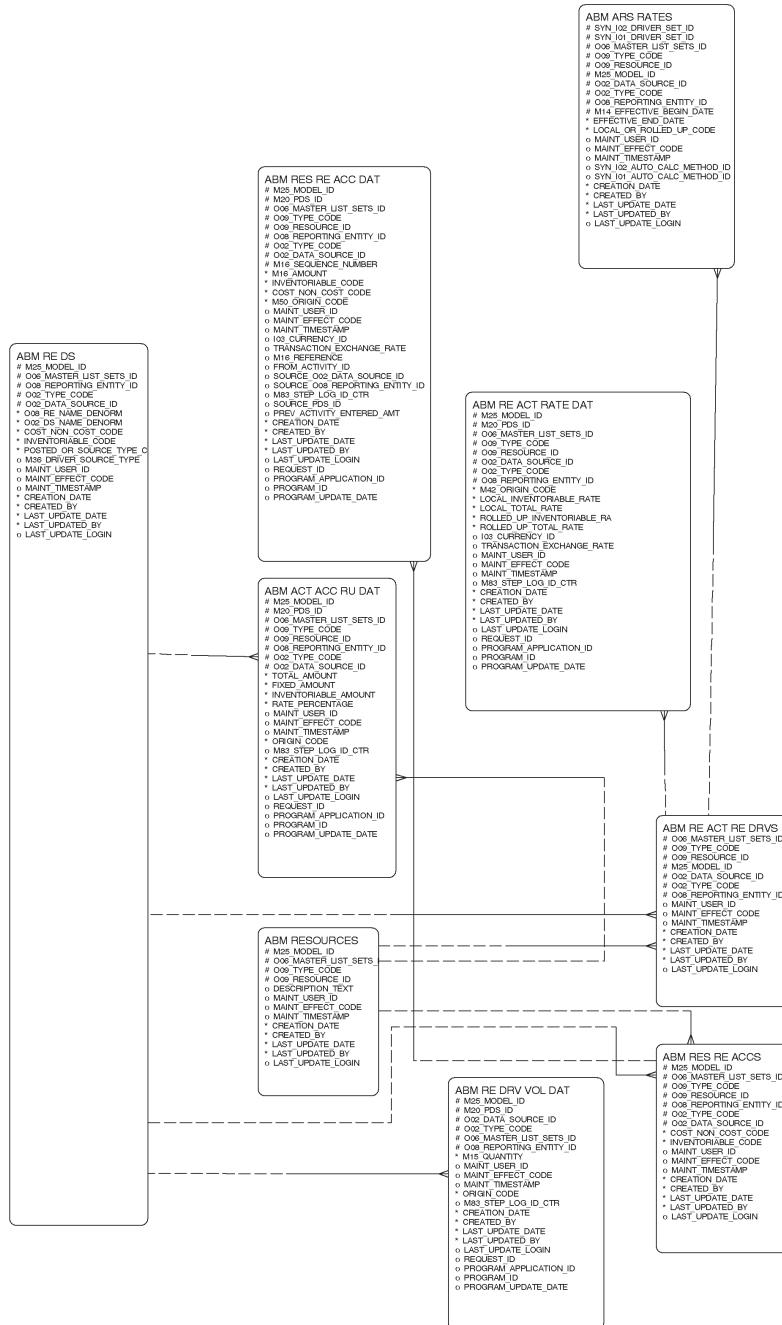 ABM ARS RATES
# SYN_I02_DRIVER_SET_ID
# SYN_I01_DRIVER_SET_ID
# O06_MASTER_LIST_SETS_ID
# O09_TYPE_CODE
# O09_RESOURCE_ID
# M25_MODEL_ID
# O02_DATA_SOURCE_ID
# O02_TYPE_CODE
# O08_REPORTING_ENTITY_ID
# M14_EFFECTIVE_BEGIN_DATE
* EFFECTIVE_END_DATE
* LOCAL_OR_ROLLED_UP_CODE
o MAINT_USER_ID
o MAINT_EFFECT_CODE
o MAINT_TIMESTAMP
o SYN_I02_AUTO_CALC_METHOD_ID
o SYN_I01_AUTO_CALC_METHOD_ID
* CREATION_DATE
* CREATED_BY
* LAST_UPDATE_DATE
* LAST_UPDATED_BY
o LAST_UPDATE_LOGIN
ABM RES RE ACC DAT
# M25_MODEL_ID
# M20_PDS_ID
# O06_MASTER_LIST_SETS_ID
# O09_TYPE_CODE
# O09_RESOURCE_ID
# O08_REPORTING_ENTITY_ID
# O02_TYPE_CODE
# O02_DATA_SOURCE_ID
# M16_SEQUENCE_NUMBER
* M16_AMOUNT
* INVENTORIABLE_CODE
* COST_NON_COST_CODE
* M50_ORIGIN_CODE
o MAINT_USER_ID
o MAINT_EFFECT_CODE
o MAINT_TIMESTAMP
o I03_CURRENCY_ID
o TRANSACTION_EXCHANGE_RATE
o M16_REFERENCE
o FROM_ACTIVITY_ID
o SOURCE_O02_DATA_SOURCE_ID
o SOURCE_O08_REPORTING_ENTITY_ID
o M83_STEP_LOG_ID_CTR
o SOURCE_PDS_ID
o PREV_ACTIVITY_ENTERED_AMT
* CREATION_DATE
* CREATED_BY
* LAST_UPDATE_DATE
* LAST_UPDATED_BY
o LAST_UPDATE_LOGIN
o REQUEST_ID
o PROGRAM_APPLICATION_ID
o PROGRAM_ID
o PROGRAM_UPDATE_DATE
ABM RE DS
# M25_MODEL_ID
# O06_MASTER_LIST_SETS_ID
# O08_REPORTING_ENTITY_ID
# O02_TYPE_CODE
# O02_DATA_SOURCE_ID
* O08_RE_NAME_DENORM
* O02_DS_NAME_DENORM
* COST_NON_COST_CODE
* INVENTORIABLE_CODE
* POSTED_OR_SOURCE_TYPE_C
o M36_DRIVER_SOURCE_TYPE
o MAINT_USER_ID
o MAINT_EFFECT_CODE
o MAINT_TIMESTAMP
* CREATION_DATE
* CREATED_BY
* LAST_UPDATE_DATE
* LAST_UPDATED_BY
o LAST_UPDATE_LOGIN
ABM RE ACT RATE DAT
# M25_MODEL_ID
# M20_PDS_ID
# O06_MASTER_LIST_SETS_ID
# O09_TYPE_CODE
# O09_RESOURCE_ID
# O02_DATA_SOURCE_ID
# O02_TYPE_CODE
# O08_REPORTING_ENTITY_ID
* M42_ORIGIN_CODE
* LOCAL_INVENTORIABLE_RATE
* LOCAL_TOTAL_RATE
* ROLLED_UP_INVENTORIABLE_RA
* ROLLED_UP_TOTAL_RATE
o I03_CURRENCY_ID
o TRANSACTION_EXCHANGE_RATE
o MAINT_USER_ID
o MAINT_EFFECT_CODE
o MAINT_TIMESTAMP
o M83_STEP_LOG_ID_CTR
* CREATION_DATE
* CREATED_BY
* LAST_UPDATE_DATE
* LAST_UPDATED_BY
o LAST_UPDATE_LOGIN
o REQUEST_ID
o PROGRAM_APPLICATION_ID
o PROGRAM_ID
o PROGRAM_UPDATE_DATE
ABM ACT ACC RU DAT
# M25_MODEL_ID
# M20_PDS_ID
# O06_MASTER_LIST_SETS_ID
# O09_TYPE_CODE
# O09_RESOURCE_ID
# O08_REPORTING_ENTITY_ID
# O02_TYPE_CODE
# O02_DATA_SOURCE_ID
* TOTAL_AMOUNT
* FIXED_AMOUNT
* INVENTORIABLE_AMOUNT
* RATE_PERCENTAGE
o MAINT_USER_ID
o MAINT_EFFECT_CODE
o MAINT_TIMESTAMP
* ORIGIN_CODE
o M83_STEP_LOG_ID_CTR
* CREATION_DATE
* CREATED_BY
* LAST_UPDATE_DATE
* LAST_UPDATED_BY
o LAST_UPDATE_LOGIN
o REQUEST_ID
o PROGRAM_APPLICATION_ID
o PROGRAM_ID
o PROGRAM_UPDATE_DATE
ABM RE ACT RE DRVS
# O06_MASTER_LIST_SETS_ID
# O09_TYPE_CODE
# O09_RESOURCE_ID
# M25_MODEL_ID
# O02_DATA_SOURCE_ID
# O02_TYPE_CODE
# O08_REPORTING_ENTITY_ID
o MAINT_USER_ID
o MAINT_EFFECT_CODE
o MAINT_TIMESTAMP
* CREATION_DATE
* CREATED_BY
* LAST_UPDATE_DATE
* LAST_UPDATED_BY
o LAST_UPDATE_LOGIN
ABM RESOURCES
# M25_MODEL_ID
# O06_MASTER_LIST_SETS_
# O09_TYPE_CODE
# O09_RESOURCE_ID
o DESCRIPTION_TEXT
o MAINT_USER_ID
o MAINT_EFFECT_CODE
o MAINT_TIMESTAMP
* CREATION_DATE
* CREATED_BY
* LAST_UPDATE_DATE
* LAST_UPDATED_BY
o LAST_UPDATE_LOGIN
ABM RES RE ACCS
# M25_MODEL_ID
# O06_MASTER_LIST_SETS_ID
# O09_TYPE_CODE
# O09_RESOURCE_ID
# O08_REPORTING_ENTITY_ID
# O02_TYPE_CODE
# O02_DATA_SOURCE_ID
* COST_NON_COST_CODE
* INVENTORIABLE_CODE
o MAINT_USER_ID
o MAINT_EFFECT_CODE
o MAINT_TIMESTAMP
* CREATION_DATE
* CREATED_BY
* LAST_UPDATE_DATE
* LAST_UPDATED_BY
o LAST_UPDATE_LOGIN
ABM RE DRV VOL DAT
# M25_MODEL_ID
# M20_PDS_ID
# O02_DATA_SOURCE_ID
# O02_TYPE_CODE
# O06_MASTER_LIST_SETS_ID
# O08_REPORTING_ENTITY_ID
* M15_QUANTITY
o MAINT_USER_ID
o MAINT_EFFECT_CODE
o MAINT_TIMESTAMP
* ORIGIN_CODE
o M83_STEP_LOG_ID_CTR
* CREATION_DATE
* CREATED_BY
* LAST_UPDATE_DATE
* LAST_UPDATED_BY
o LAST_UPDATE_LOGIN
o REQUEST_ID
o PROGRAM_APPLICATION_ID
o PROGRAM_ID
o PROGRAM_UPDATE_DATE